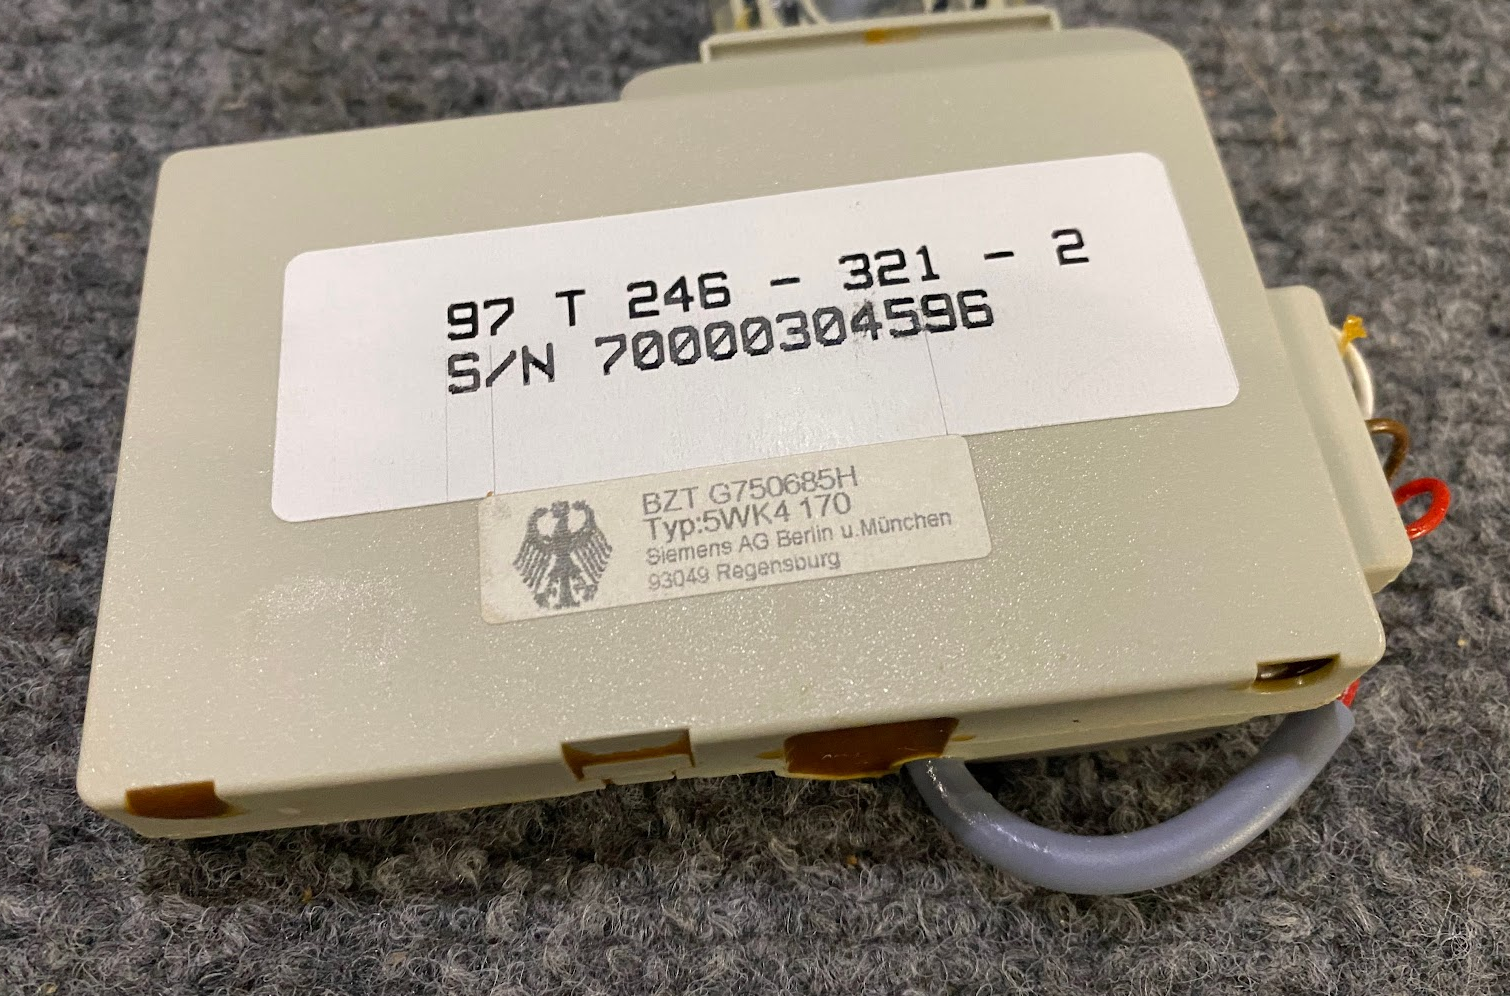 97 T 246 - 321 - 2
S/N 70000304596
BZT G750685H
Typ:5WK4 170
Siemens AG Berlin u.München
93049 Regensburg